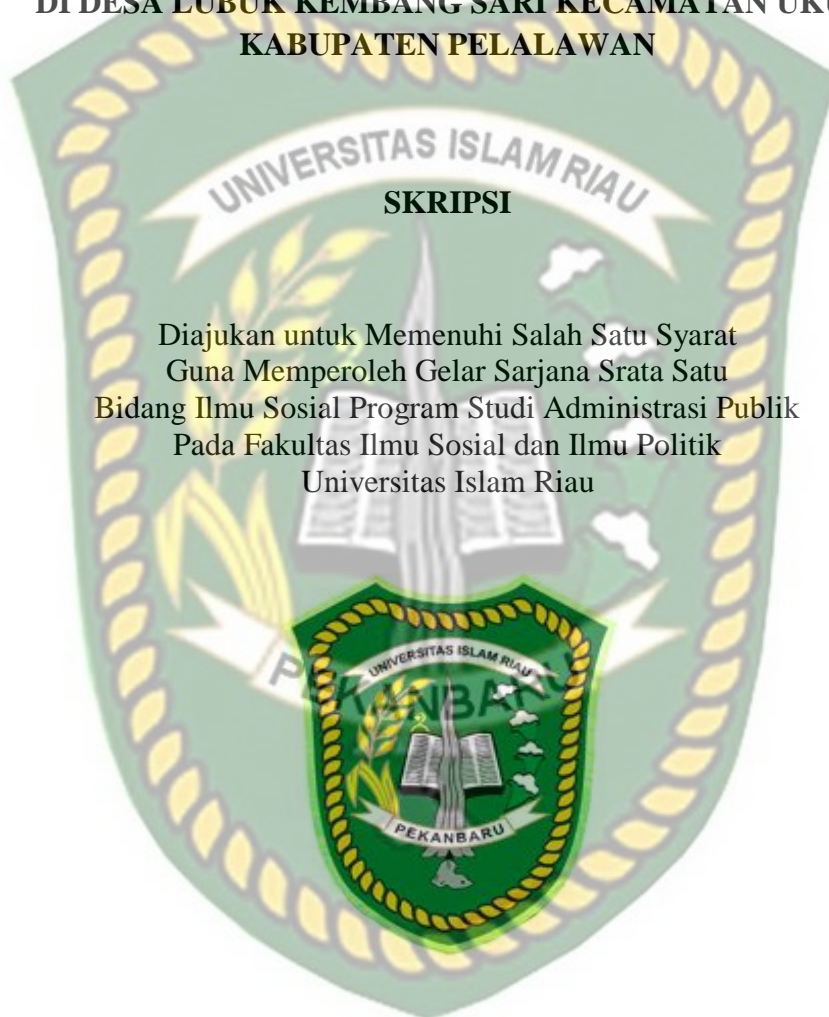 DI DESA LUBUK KEMBANG SARI KECAMATAN
KABUPATEN PELALAWAN
UNIVERSITAS ISLAM RIAU
SKRIPSI
Diajukan untuk Memenuhi Salah Satu Syarat
Guna Memperoleh Gelar Sarjana Srata Satu
Bidang Ilmu Sosial Program Studi Administrasi Publik
Pada Fakultas Ilmu Sosial dan Ilmu Politik
Universitas Islam Riau
PEKANBARU
UNIVERSITAS ISLAM RIAU
PEKANBARU